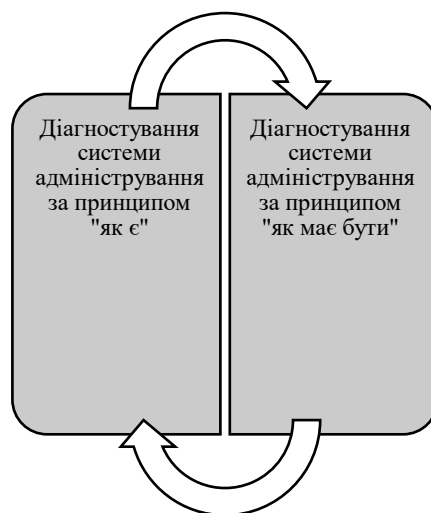 Діагностування
системи
адміністрування
за принципом
"як є"
Діагностування
системи
адміністрування
за принципом
"як має бути"